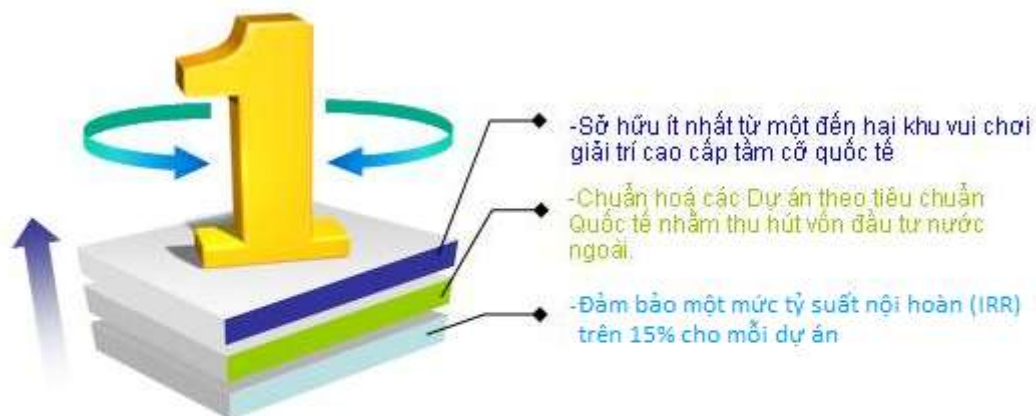 1
-Sở hữu ít nhất từ một đến hai khu vui chơi
giải trí cao cấp tầm cỡ quốc tế
-Chuẩn hoá các Dự án theo tiêu chuẩn
Quốc tế nhằm thu hút vốn đầu tư nước
ngoài.
-Đảm bảo một mức tỷ suất nội hoàn (IRR)
trên 15% cho mỗi dự án